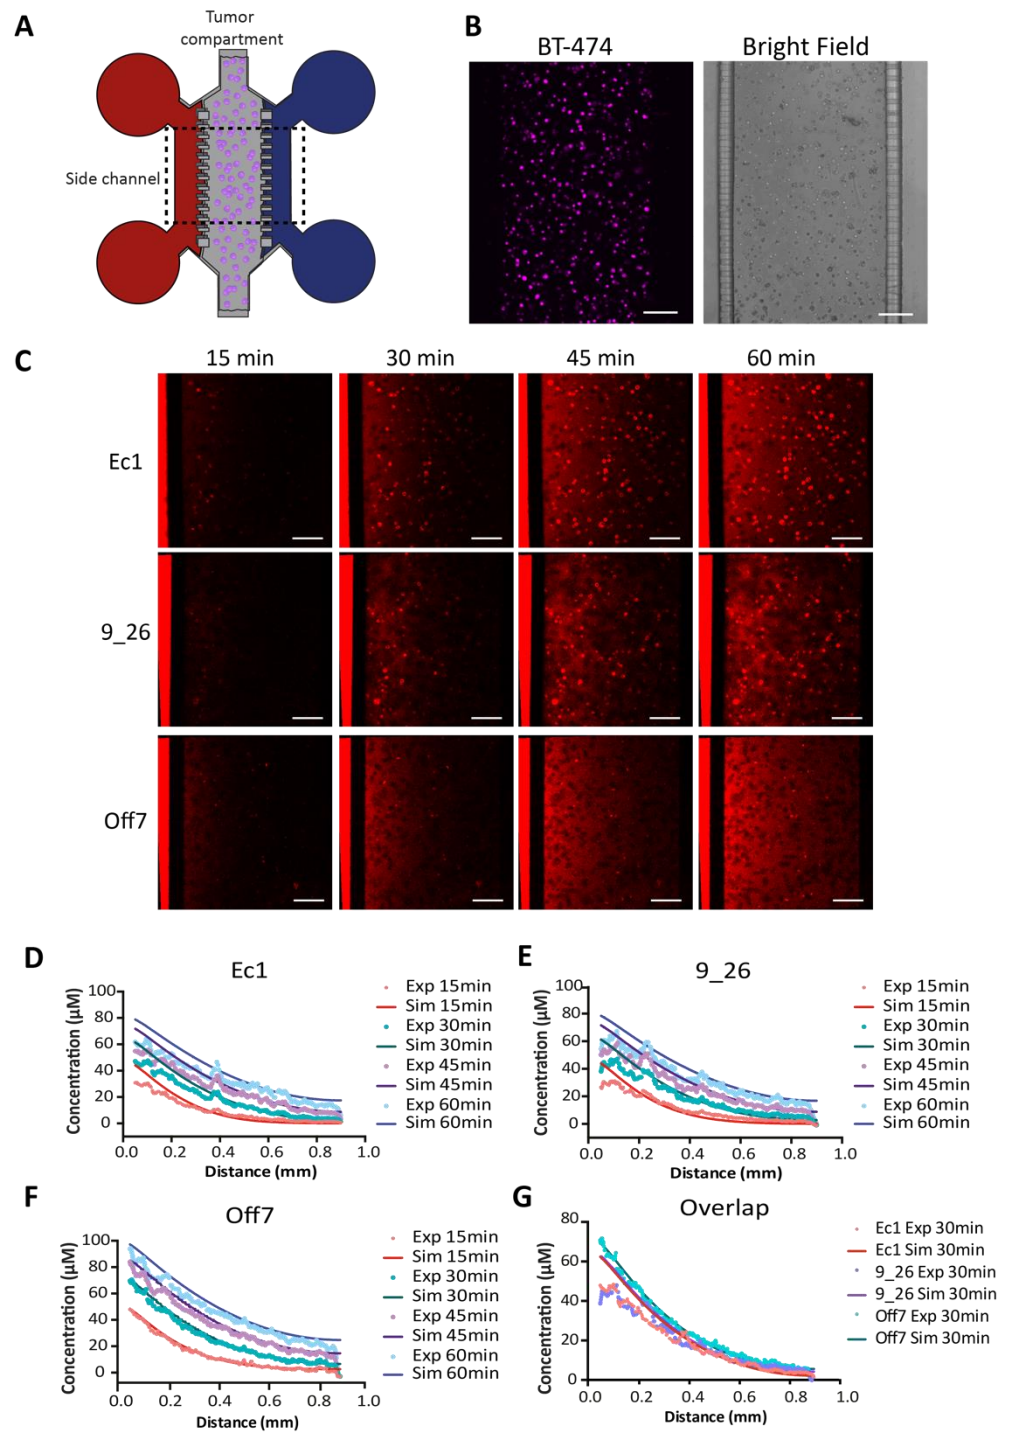 A
Tumor
compartment
Side channel
B
BT-474
Bright Field
C
15 min
30 min
45 min
60 min
Ec1
9_26
Off7
D
Ec1
Concentration (µM)
100
80
60
40
20
0
0.0
0.2
0.4
0.6
0.8
1.0
Distance (mm)
Exp 15min
Sim 15min
Exp 30min
Sim 30min
Exp 45min
Sim 45min
Exp 60min
Sim 60min
E
9_26
Concentration (µM)
100
80
60
40
20
0
0.0
0.2
0.4
0.6
0.8
1.0
Distance (mm)
Exp 15min
Sim 15min
Exp 30min
Sim 30min
Exp 45min
Sim 45min
Exp 60min
Sim 60min
F
Off7
Concentration (µM)
100
80
60
40
20
0
0.0
0.2
0.4
0.6
0.8
1.0
Distance (mm)
Exp 15min
Sim 15min
Exp 30min
Sim 30min
Exp 45min
Sim 45min
Exp 60min
Sim 60min
G
Overlap
Concentration (µM)
80
60
40
20
0
0.0
0.2
0.4
0.6
0.8
1.0
Distance (mm)
Ec1 Exp 30min
Ec1 Sim 30min
9_26 Exp 30min
9_26 Sim 30min
Off7 Exp 30min
Off7 Sim 30min